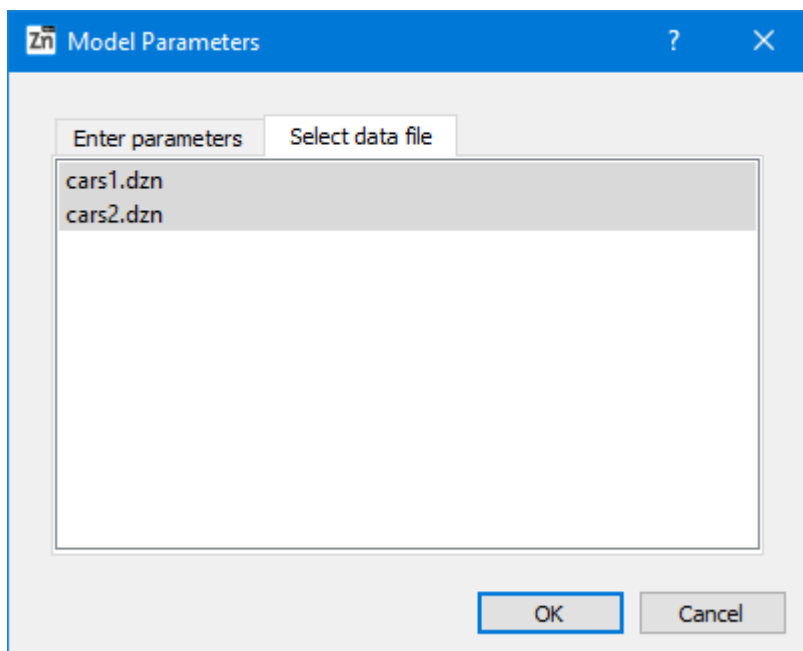 Zn Model Parameters ?
Enter parameters Select data file
cars1.dzn
cars2.dzn
OK Cancel